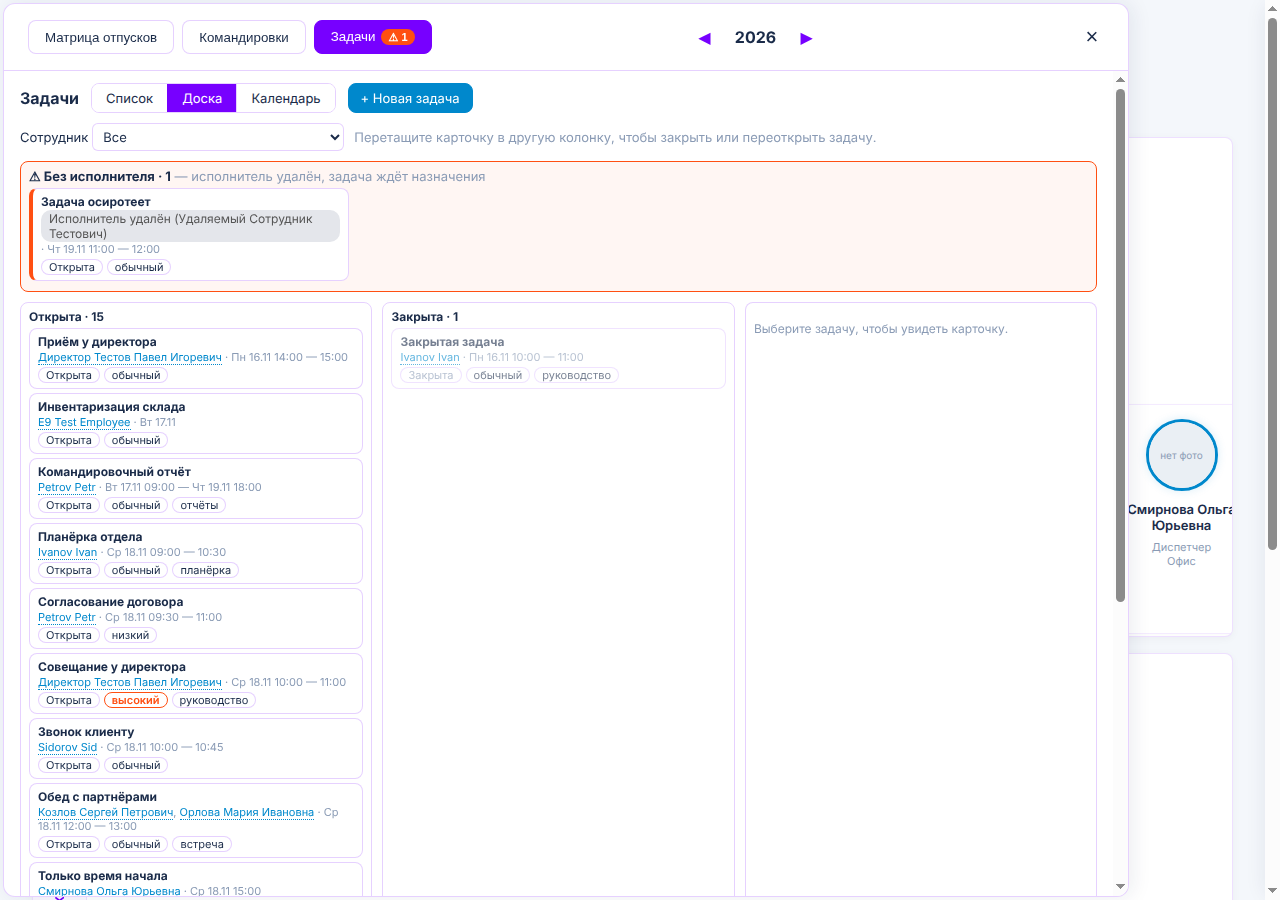 Матрица отпусков
Командировки
Задачи ⚠ 1
◀ 2026 ▶
×
Задачи
Список
Доска
Календарь
+ Новая задача
Сотрудник
Все
Перетащите карточку в другую колонку, чтобы закрыть или переоткрыть задачу.
⚠ Без исполнителя · 1 — исполнитель удалён, задача ждёт назначения
Задача осиротеет
Исполнитель удалён (Удаляемый Сотрудник
Тестович)
· Чт 19.11 11:00 — 12:00
Открыта обычный
Открыта · 15
Приём у директора
Директор Тестов Павел Игоревич · Пн 16.11 14:00 — 15:00
Открыта обычный
Инвентаризация склада
E9 Test Employee · Вт 17.11
Открыта обычный
Командировочный отчёт
Petrov Petr · Вт 17.11 09:00 — Чт 19.11 18:00
Открыта обычный отчёты
Планёрка отдела
Ivanov Ivan · Ср 18.11 09:00 — 10:30
Открыта обычный планёрка
Согласование договора
Petrov Petr · Ср 18.11 09:30 — 11:00
Открыта низкий
Совещание у директора
Директор Тестов Павел Игоревич · Ср 18.11 10:00 — 11:00
Открыта высокий руководство
Звонок клиенту
Sidorov Sid · Ср 18.11 10:00 — 10:45
Открыта обычный
Обед с партнёрами
Козлов Сергей Петрович, Орлова Мария Ивановна · Ср
18.11 12:00 — 13:00
Открыта обычный встреча
Только время начала
Смирнова Ольга Юрьевна · Ср 18.11 15:00
Закрыта · 1
Закрытая задача
Ivanov Ivan · Пн 16.11 10:00 — 11:00
Закрыта обычный руководство
Выберите задачу, чтобы увидеть карточку.
нет фото
Смирнова Ольга
Юрьевна
Диспетчер
Офис